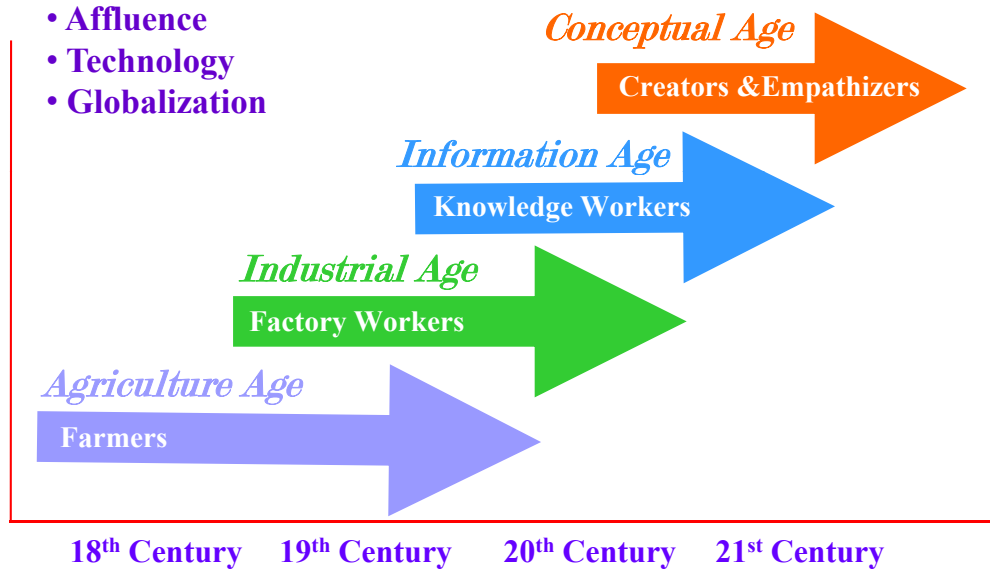 • Affluence
• Technology
• Globalization
Conceptual Age
Creators &Empathizers
Information Age
Knowledge Workers
Industrial Age
Factory Workers
Agriculture Age
Farmers
18th Century 19th Century 20th Century 21st Century